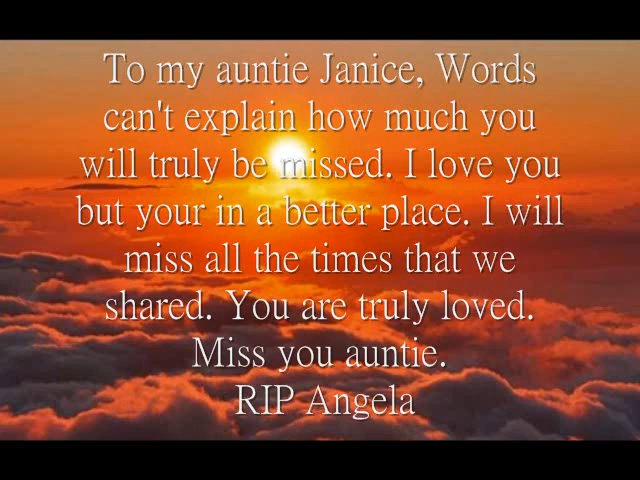 To my auntie Janice, Words
can't explain how much you
will truly be missed. I love you
but your in a better place. I will
miss all the times that we
shared. You are truly loved.
Miss you auntie.
RIP Angela